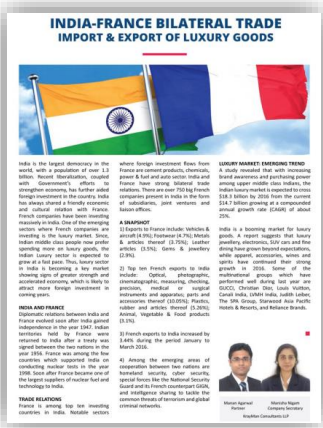 INDIA-FRANCE BILATERAL TRADE
IMPORT & EXPORT OF LUXURY GOODS
India is the largest democracy in the
world, with a population of over 1.3
billion. Recent liberalization, coupled
with Government's efforts to
strengthen economy, has further aided
foreign investment in the country. India
has always shared a friendly economic
and cultural relation with France.
French companies have been investing
massively in India. One of the emerging
sectors where French companies are
investing is the luxury market. Since,
Indian middle class people now prefer
spending more on luxury goods, the
Indian Luxury sector is expected to
grow at a fast pace. Thus, luxury sector
in India is becoming a key market
showing signs of greater strength and
accelerated economy, which is likely to
attract more foreign investment in
coming years.
INDIA AND FRANCE
Diplomatic relations between India and
France evolved soon after India gained
independence in the year 1947. Indian
territories held by France were
returned to India after a treaty was
signed between the two nations in the
year 1956. France was among the few
countries which supported India on
conducting nuclear tests in the year
1998. Soon after France became one of
the largest suppliers of nuclear fuel and
technology to India.
TRADE RELATIONS
France is among top ten investing
countries in India. Notable sectors
where foreign investment flows from
France are cement products, chemicals,
power & fuel and auto sector. India and
France have strong bilateral trade
relations. There are over 750 big French
companies present in India in the form
of subsidiaries, joint ventures and
liaison offices.
A SNAPSHOT
1) Exports to France include: Vehicles &
aircraft (4.9%); Footwear (4.7%); Metals
& articles thereof (3.75%); Leather
articles (3.5%); Gems & Jewellery
(2.9%).
2) Top ten French exports to India
include: Optical, photographic,
cinematographic, measuring, checking,
precision, medical or surgical
instruments and apparatus; parts and
accessories thereof (10.05%); Plastics,
Rubber and articles thereof (5.26%),
Animal, Vegetable & Food products
(3.1%).
3) French exports to India increased by
3.44% during the period January to
March 2016.
4) Among the emerging areas of
cooperation between two nations are
homeland security, cyber security,
special forces like the National Security
Guard and its French counterpart GIGN,
and intelligence sharing to tackle the
common threats of terrorism and global
criminal networks.
LUXURY MARKET: EMERGING TREND
A study revealed that with increasing
brand awareness and purchasing power
among upper middle class Indians, the
Indian luxury market is expected to cross
$18.3 billion by 2016 from the current
$14.7 billion growing at a compounded
annual growth rate (CAGR) of about
25%.
India is a booming market for luxury
goods. A report suggests that luxury
jewellery, electronics, SUV cars and fine
dining have grown beyond expectations,
while apparel, accessories, wines and
spirits have continued their strong
growth in 2016. Some of the
multinational groups which have
performed well during last year are
GUCCI, Christian Dior, Louis Vuitton,
Canali India, LVMH India, Judith Leiber,
The SPA Group, Starwood Asia Pacific
Hotels & Resorts, and Reliance Brands.
Manan Agarwal
Partner
Manisha Nigam
Company Secretary
KrayMan Consultants LLP